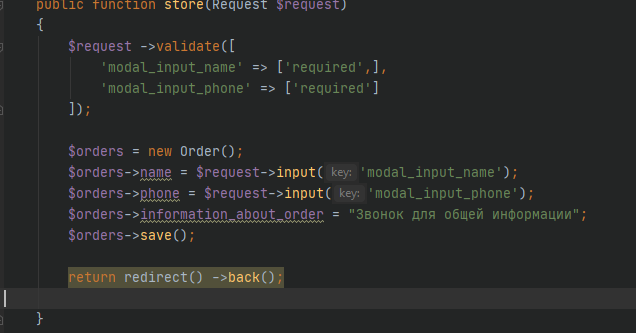 public function store(Request $request)
{
$request ->validate([
'modal_input_name' => ['required',],
'modal_input_phone' => ['required']
]);
$orders = new Order();
$orders->name = $request->input( key: 'modal_input_name');
$orders->phone = $request->input( key: 'modal_input_phone');
$orders->information_about_order = "Звонок для общей информации";
$orders->save();
return redirect() ->back();
}